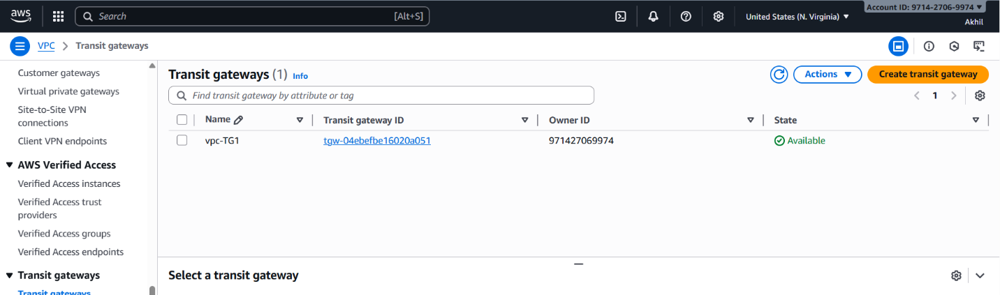 aws
Search [Alt+S]
United States (N. Virginia)
Account ID: 9714-2706-9974
Akhil
VPC > Transit gateways
Customer gateways
Virtual private gateways
Site-to-Site VPN
connections
Client VPN endpoints
AWS Verified Access
Verified Access instances
Verified Access trust
providers
Verified Access groups
Verified Access endpoints
Transit gateways
Transit gateways
Transit gateways (1) Info
Actions
Create transit gateway
Find transit gateway by attribute or tag
1
Name Transit gateway ID Owner ID State
vpc-TG1 tgw-04ebefbe16020a051 971427069974 Available
Select a transit gateway